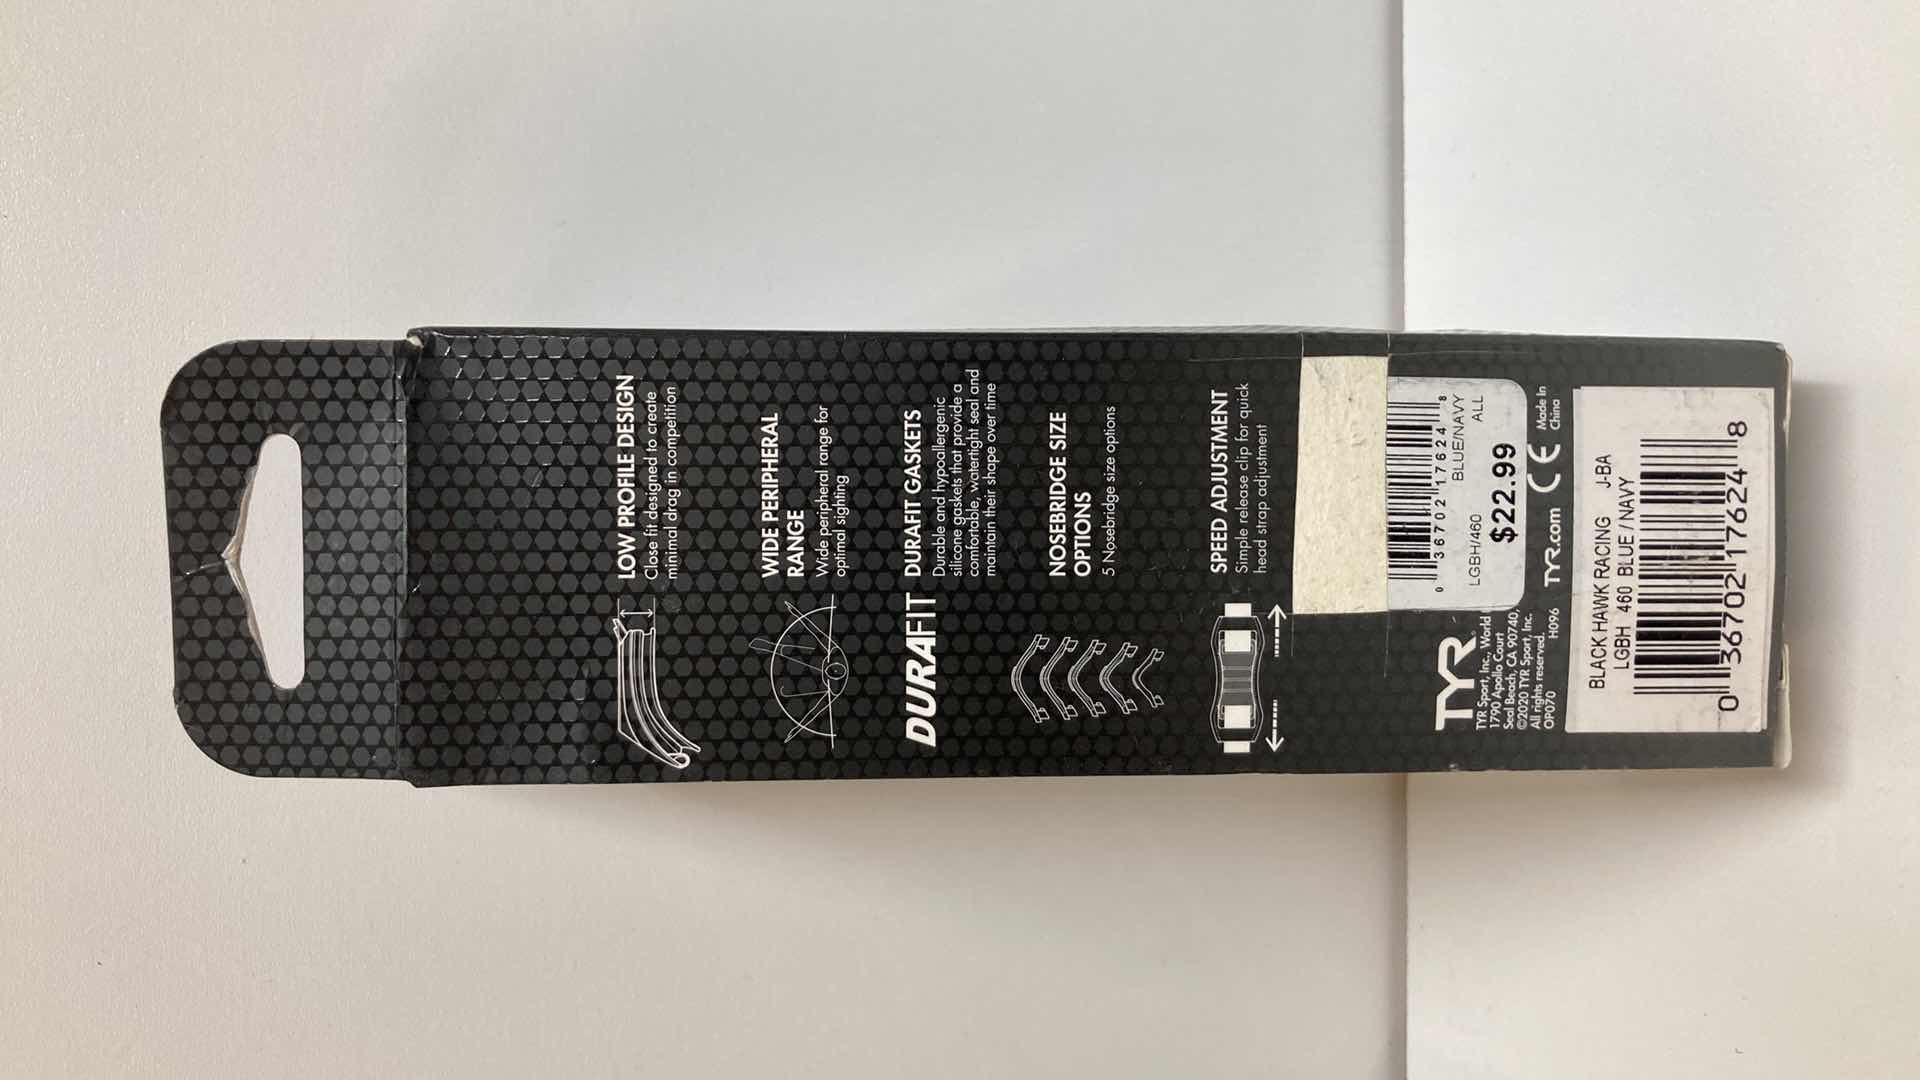 LOW PROFILE DESIGN
Close fit designed to create
minimal drag in competition
WIDE PERIPHERAL
RANGE
Wide peripheral range for
optimal sighting
DURAFIT
DURAFIT GASKETS
Durable and hypoallergenic
silicone gaskets that provide a
comfortable, watertight seal and
maintain their shape over time
NOSEBRIDGE SIZE
OPTIONS
5 Nosebridge size options
SPEED ADJUSTMENT
Simple release clip for quick
head strap adjustment
0 36702 17624 8
LGBH/460 BLUE/NAVY
ALL
$22.99
TYR
TYR Sport, Inc., World
1790 Apollo Court
Seal Beach, CA 90740,
©2020 TYR Sport, Inc.
All rights reserved.
OP070 H096
TYR.com CE Made In
China
BLACK HAWK RACING J-BA
LGBH 460 BLUE/NAVY
0 36702 17624 8